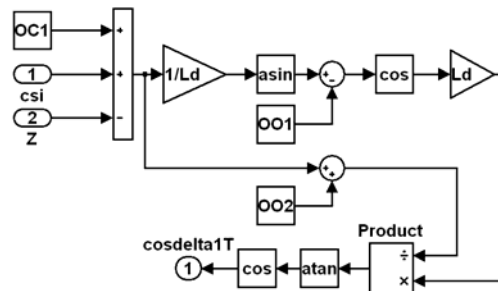 OC1
+
1
+
csi
2
−
Z
1/Ld
asin
+
-
cos
Ld
OO1
+
+
OO2
Product
÷
×
cosdelta1T
1
cos
atan